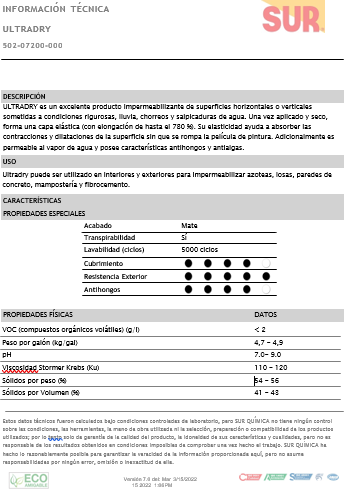 INFORMACIÓN TÉCNICA
SUR.
ULTRADRY
502-07200-000
DESCRIPCIÓN
ULTRADRY es un excelente producto impermeabilizante de superficies horizontales o verticales
sometidas a condiciones rigurosas, lluvia, chorreos y salpicaduras de agua. Una vez aplicado y seco,
forma una capa elástica (con elongación de hasta el 780 %). Su elasticidad ayuda a absorber las
contracciones y dilataciones de la superficie sin que se rompa la película de pintura. Adicionalmente es
permeable al vapor de agua y posee características antihongos y antialgas.
USO
Ultradry puede ser utilizado en interiores y exteriores para impermeabilizar azoteas, losas, paredes de
concreto, mampostería y fibrocemento.
CARACTERÍSTICAS
PROPIEDADES ESPECIALES
Acabado Mate
Transpirabilidad Sí
Lavabilidad (ciclos) 5000 ciclos
Cubrimiento
Resistencia Exterior
Antihongos
PROPIEDADES FÍSICAS DATOS
VOC (compuestos orgánicos volátiles) (g/l) < 2
Peso por galón (kg/gal) 4,7 – 4,9
pH 7.0– 9.0
Viscosidad Stormer Krebs (Ku) 110 – 120
Sólidos por peso (%) 54 – 56
Sólidos por Volumen (%) 41 – 43
Estos datos técnicos fueron calculados bajo condiciones controladas de laboratorio, pero SUR QUÍMICA no tiene ningún control
sobre las condiciones, las herramientas, la mano de obra utilizada ni la selección, preparación o compatibilidad de los productos
utilizados; por lo tanto solo da garantía de la calidad del producto, la idoneidad de sus características y cualidades, pero no es
responsable de los resultados obtenidos en condiciones imposibles de comprobar una vez hecho el trabajo. SUR QUÍMICA ha
hecho lo razonablemente posible para garantizar la veracidad de la información proporcionada aquí, pero no asume
responsabilidades por ningún error, omisión o inexactitud de ella.
ECO
AMIGABLE
Versión 7.0 del: Mar 3/15/2022
15 2022 1:86PM